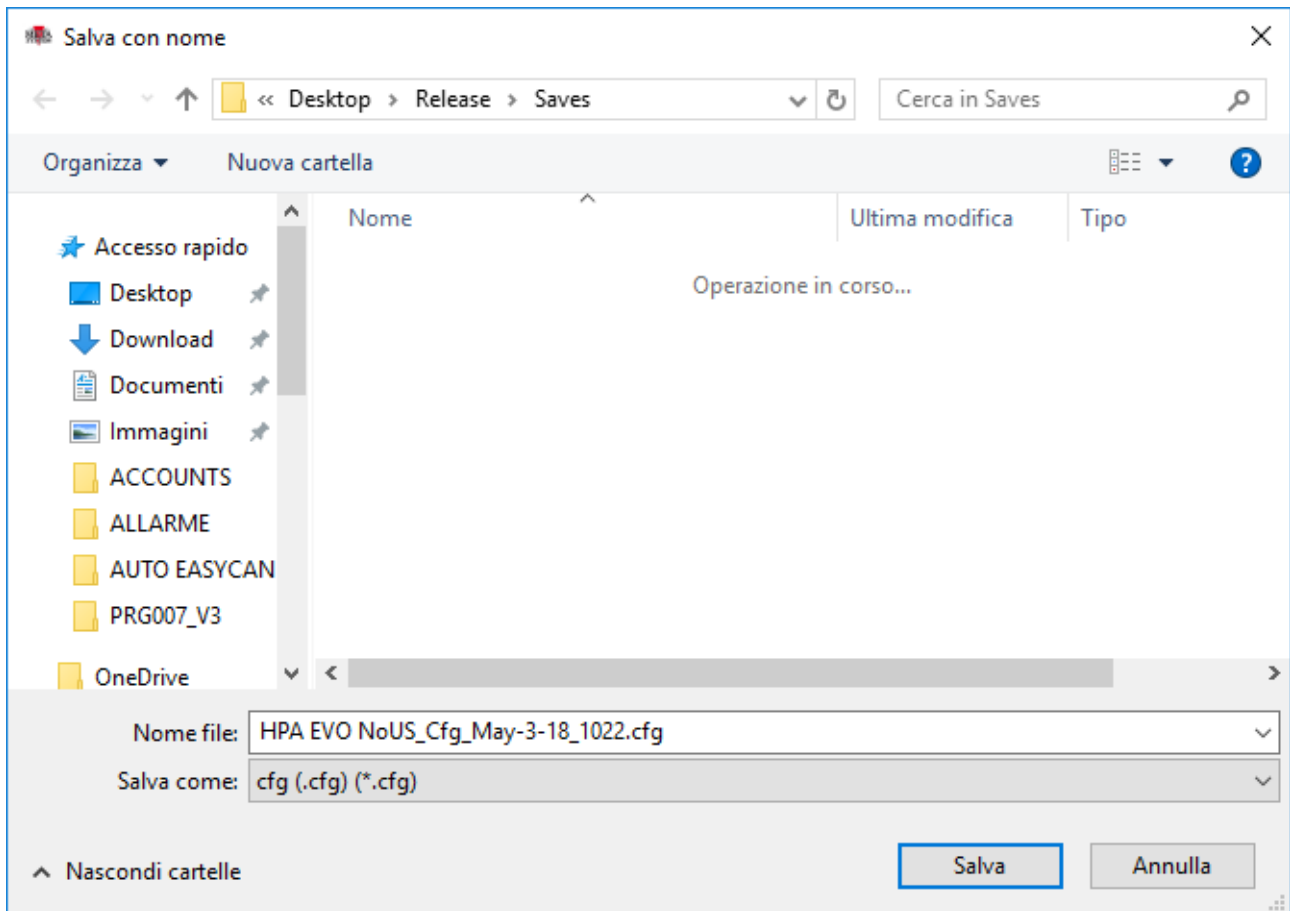 Salva con nome
« Desktop › Release › Saves
Cerca in Saves
Organizza
Nuova cartella
?
Nome
Ultima modifica
Tipo
Operazione in corso...
Accesso rapido
Desktop
Download
Documenti
Immagini
ACCOUNTS
ALLARME
AUTO EASYCAN
PRG007_V3
OneDrive
Nome file: HPA EVO NoUS_Cfg_May-3-18_1022.cfg
Salva come: cfg (.cfg) (*.cfg)
Nascondi cartelle
Salva
Annulla